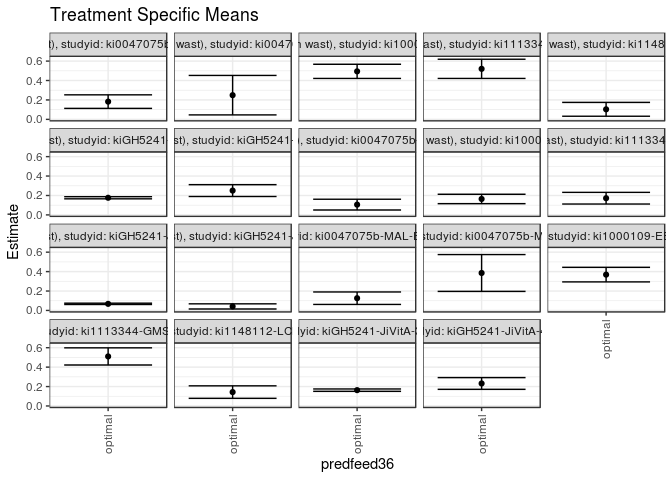 Treatment Specific Means
t), studyid: ki0047075b
wast), studyid: ki0047
n wast), studyid: ki1000
ast), studyid: ki111334
wast), studyid: ki1148
0.6
0.4
0.2
0.0
st), studyid: kiGH5241
st), studyid: kiGH5241-
st), studyid: ki0047075b
wast), studyid: ki1000
ast), studyid: ki111334
0.6
0.4
0.2
0.0
st), studyid: kiGH5241-
t), studyid: kiGH5241-
yid: ki0047075b-MAL-E
studyid: ki0047075b-M
studyid: ki1000109-E
0.6
0.4
0.2
0.0
udyid: ki1113344-GMS
studyid: ki1148112-LC
dyid: kiGH5241-JiVitA-
dyid: kiGH5241-JiVitA-
0.6
0.4
0.2
0.0
optimal
optimal
optimal
optimal
optimal
Estimate
predfeed36